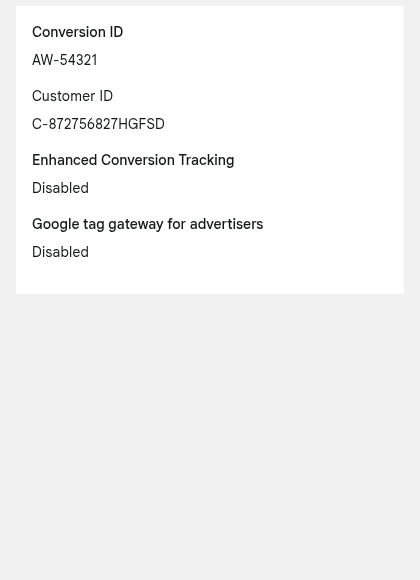 Conversion ID
AW-54321
Customer ID
C-872756827HGFSD
Enhanced Conversion Tracking
Disabled
Google tag gateway for advertisers
Disabled